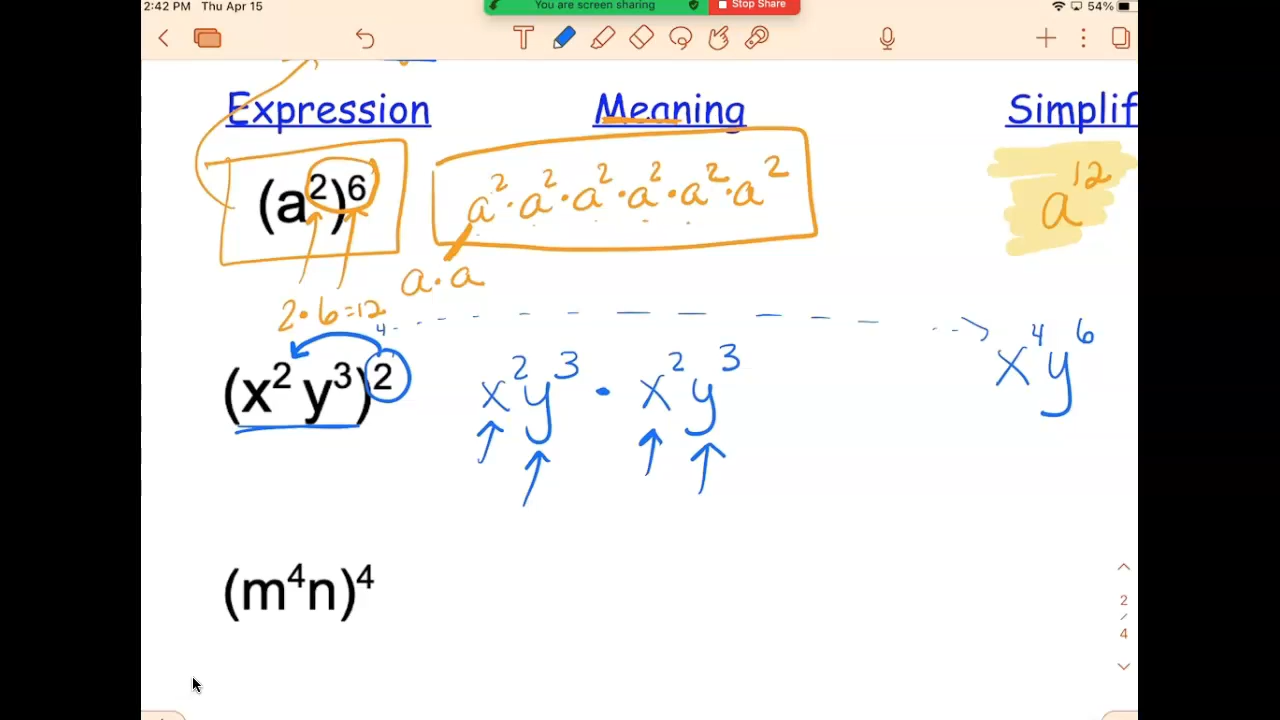 2:42 PM Thu Apr 15
You are screen sharing
Stop Share
54%
T
Expression
Meaning
Simplif
(a²)⁶
a²·a²·a²·a²·a²·a²
a¹²
a·a
2·6=12
4
(x²y³)²
x²y³ · x²y³
x⁴y⁶
(m⁴n)⁴
2
/
4